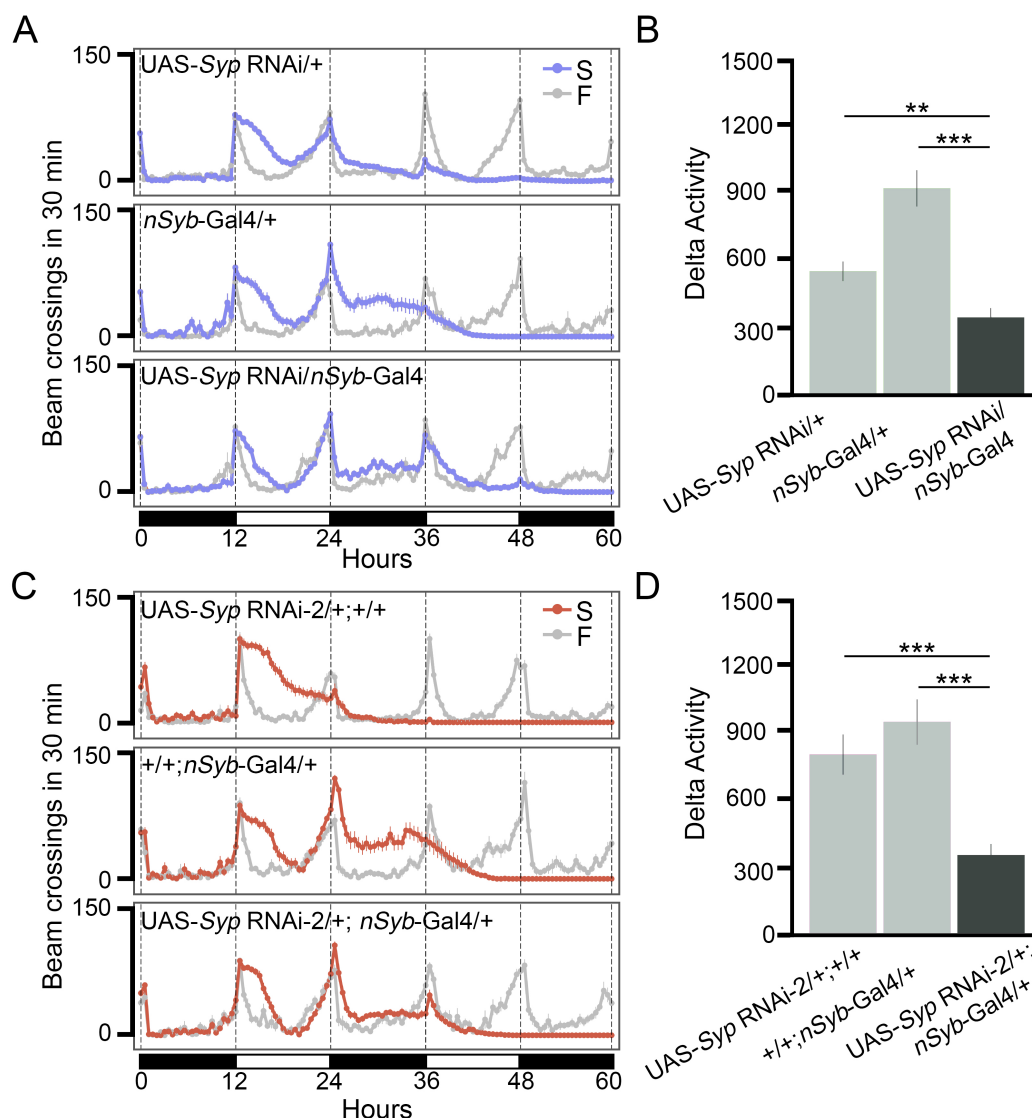 A
Beam crossings in 30 min
150
0
UAS-Syp RNAi/+
S
F
150
0
nSyb-Gal4/+
150
0
UAS-Syp RNAi/nSyb-Gal4
0 12 24 36 48 60
Hours
B
Delta Activity
1500
1200
900
600
300
0
**
***
UAS-Syp RNAi/+
nSyb-Gal4/+
UAS-Syp RNAi/
nSyb-Gal4
C
Beam crossings in 30 min
150
0
UAS-Syp RNAi-2/+;+/+
S
F
150
0
+/+;nSyb-Gal4/+
150
0
UAS-Syp RNAi-2/+; nSyb-Gal4/+
0 12 24 36 48 60
Hours
D
Delta Activity
1500
1200
900
600
300
0
***
***
UAS-Syp RNAi-2/+;+/+
+/+;nSyb-Gal4/+
UAS-Syp RNAi-2/+;
nSyb-Gal4/+